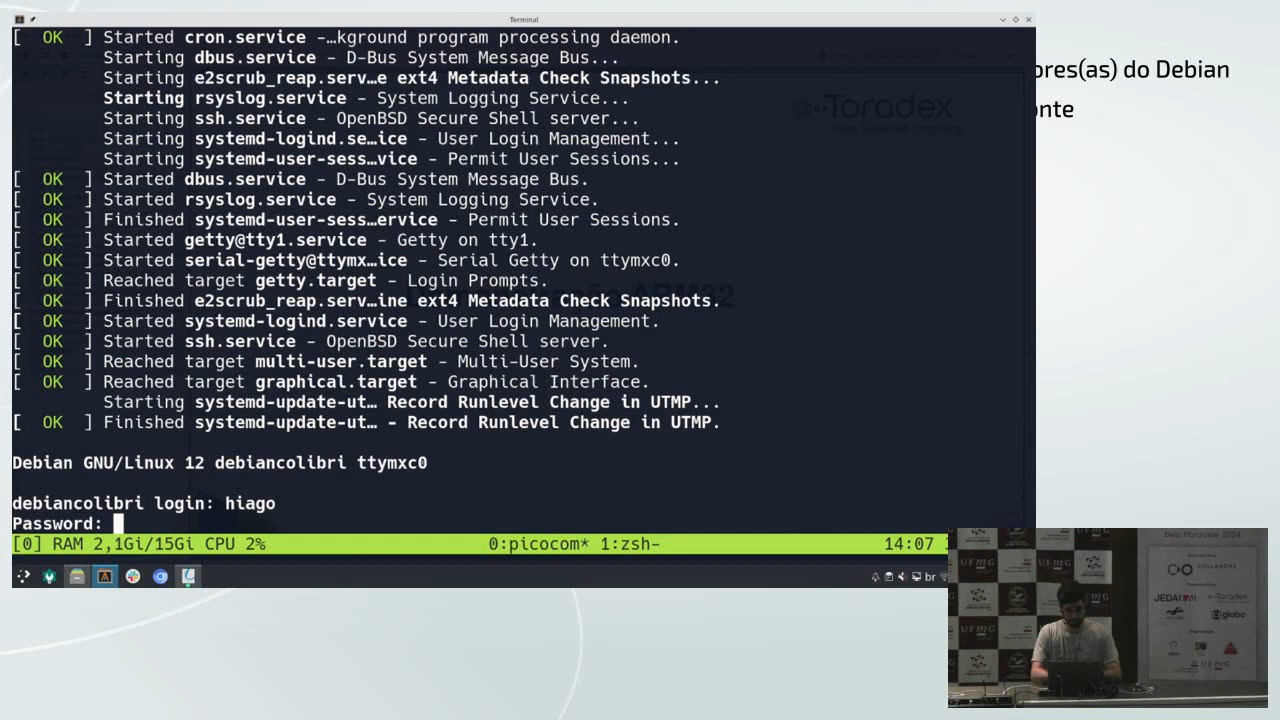 Terminal
[  OK  ] Started cron.service -…kground program processing daemon.
Starting dbus.service - D-Bus System Message Bus...
Starting e2scrub_reap.serv…e ext4 Metadata Check Snapshots...
Starting rsyslog.service - System Logging Service...
Starting ssh.service - OpenBSD Secure Shell server...
Starting systemd-logind.se…ice - User Login Management...
Starting systemd-user-sess…vice - Permit User Sessions...
[  OK  ] Started dbus.service - D-Bus System Message Bus.
[  OK  ] Started rsyslog.service - System Logging Service.
[  OK  ] Finished systemd-user-sess…ervice - Permit User Sessions.
[  OK  ] Started getty@tty1.service - Getty on tty1.
[  OK  ] Started serial-getty@ttymx…ice - Serial Getty on ttymxc0.
[  OK  ] Reached target getty.target - Login Prompts.
[  OK  ] Finished e2scrub_reap.serv…ine ext4 Metadata Check Snapshots.
[  OK  ] Started systemd-logind.service - User Login Management.
[  OK  ] Started ssh.service - OpenBSD Secure Shell server.
[  OK  ] Reached target multi-user.target - Multi-User System.
[  OK  ] Reached target graphical.target - Graphical Interface.
Starting systemd-update-ut… Record Runlevel Change in UTMP...
[  OK  ] Finished systemd-update-ut… - Record Runlevel Change in UTMP.
Debian GNU/Linux 12 debiancolibri ttymxc0
debiancolibri login: hiago
Password:
[0] RAM 2,1Gi/15Gi CPU 2% 0:picocom* 1:zsh- 14:07
br
Toradex
ARM32
ores(as) do Debian
onte
Belo Horizonte 2024
COLLABORA
JEDAI
Toradex
globo
UFMG
UFMG
UFMG
UFMG
UFMG